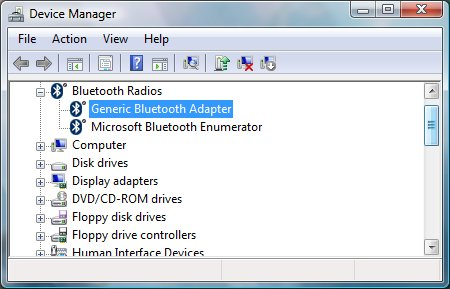 Device Manager
File Action View Help
Bluetooth Radios
Generic Bluetooth Adapter
Microsoft Bluetooth Enumerator
Computer
Disk drives
Display adapters
DVD/CD-ROM drives
Floppy disk drives
Floppy drive controllers
Human Interface Devices